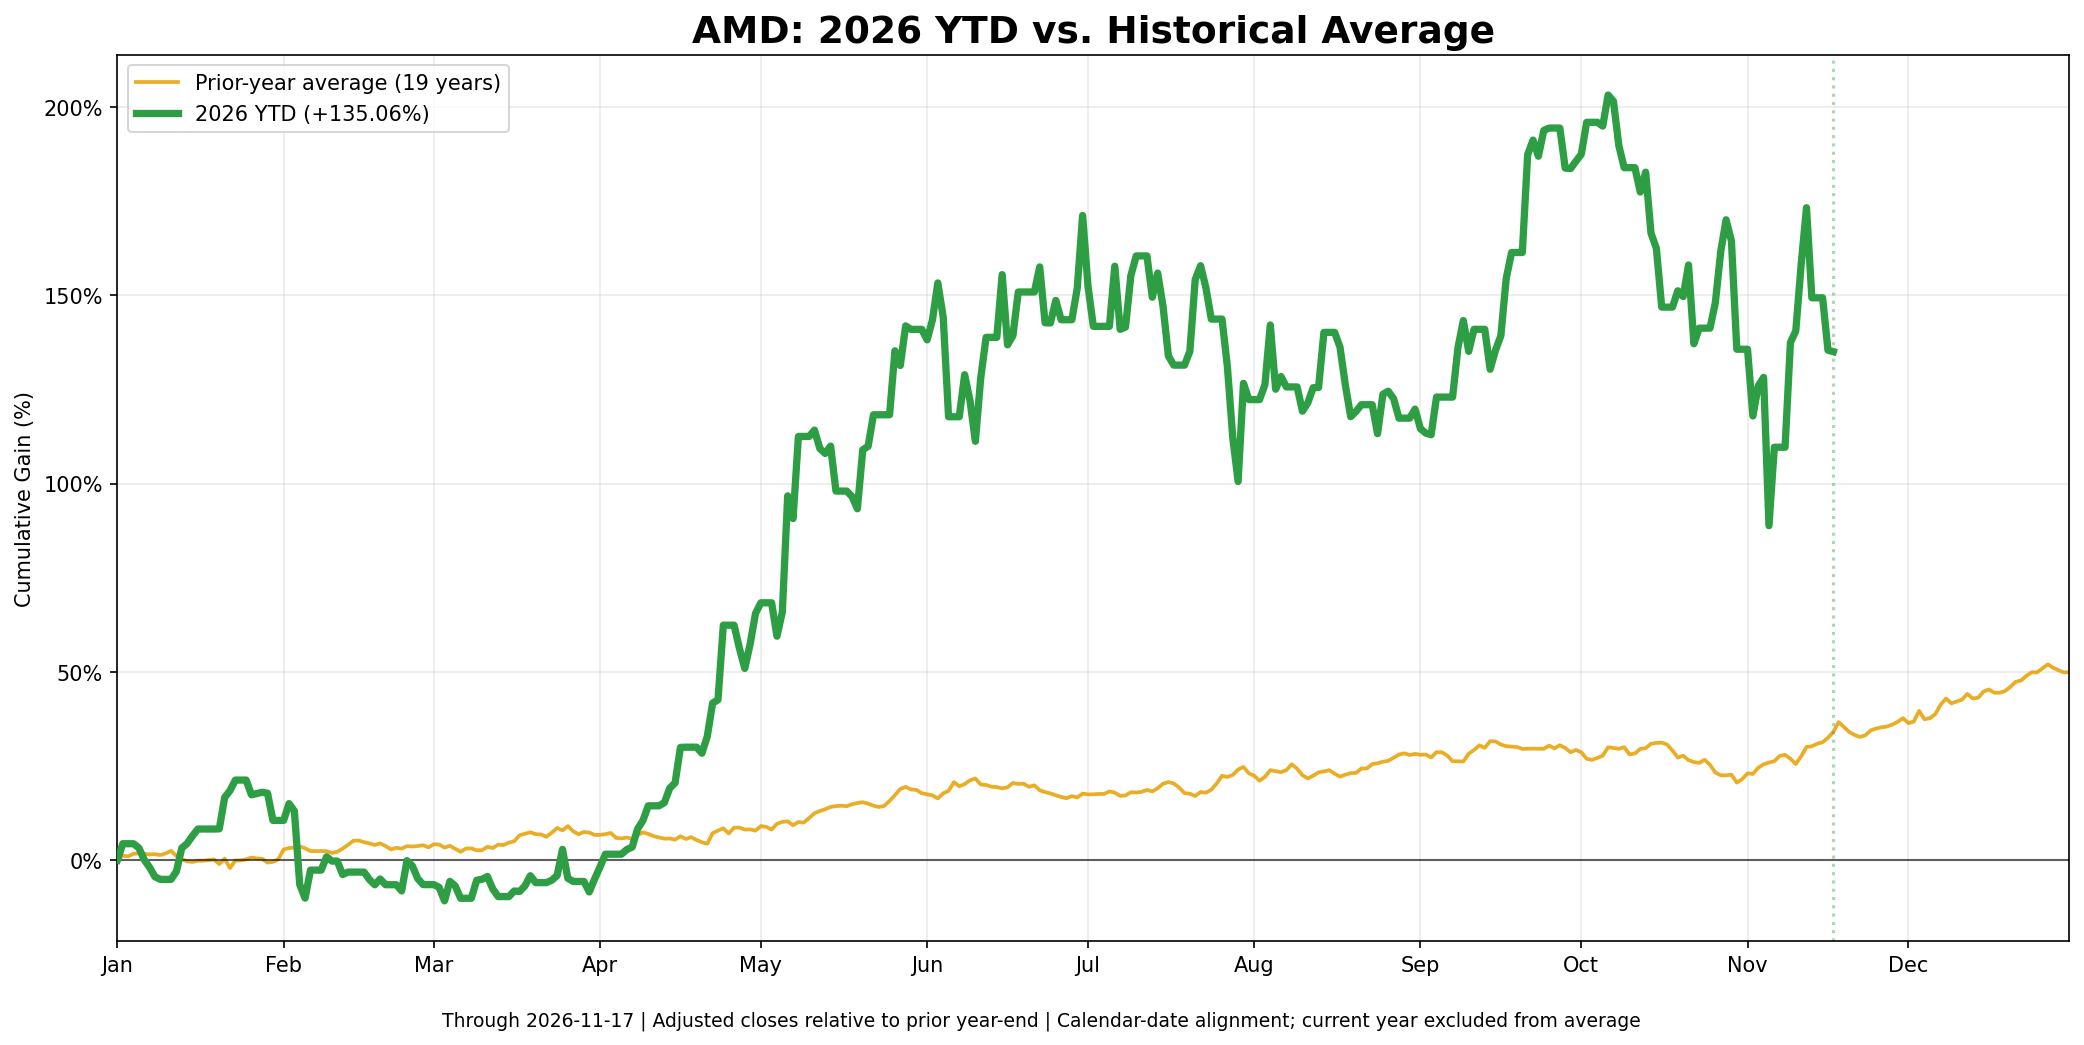 AMD: 2026 YTD vs. Historical Average
Prior-year average (19 years)
2026 YTD (+135.06%)
Cumulative Gain (%)
200%
150%
100%
50%
0%
Jan Feb Mar Apr May Jun Jul Aug Sep Oct Nov Dec
Through 2026-11-17 | Adjusted closes relative to prior year-end | Calendar-date alignment; current year excluded from average